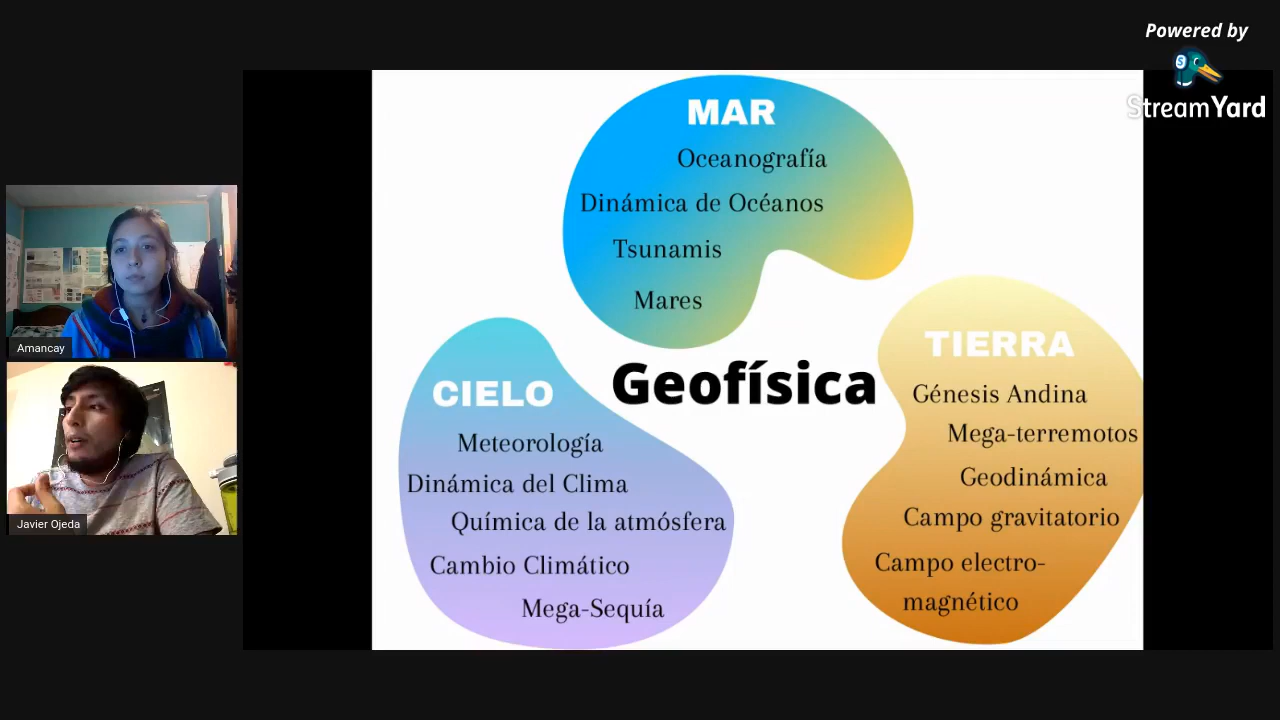 Powered by
StreamYard
MAR
Oceanografía
Dinámica de Océanos
Tsunamis
Mares
Geofísica
CIELO
Meteorología
Dinámica del Clima
Química de la atmósfera
Cambio Climático
Mega-Sequía
TIERRA
Génesis Andina
Mega-terremotos
Geodinámica
Campo gravitatorio
Campo electro-
magnético
Amancay
Javier Ojeda